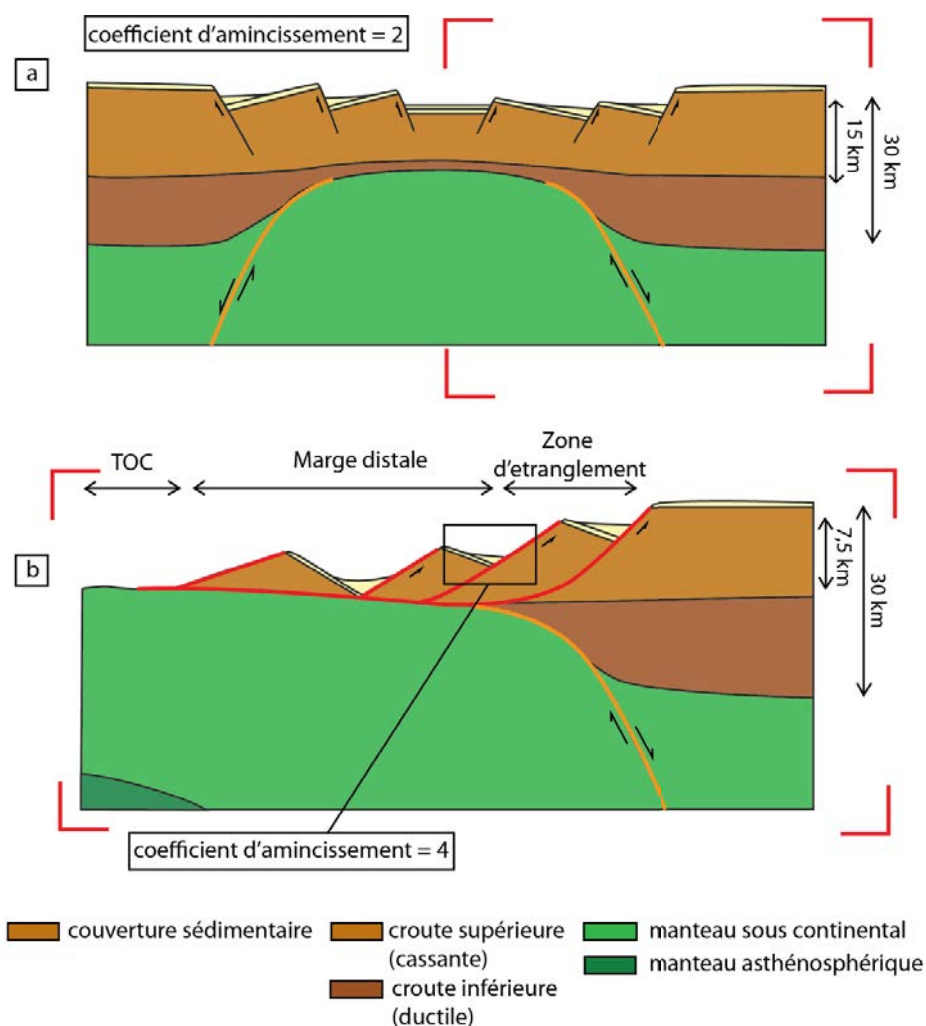 coefficient d'amincissement = 2
a
15 km
30 km
TOC
Marge distale
Zone
d'etranglement
b
7,5 km
30 km
coefficient d'amincissement = 4
couverture sédimentaire
croute supérieure
(cassante)
manteau sous continental
manteau asthénosphérique
croute inférieure
(ductile)